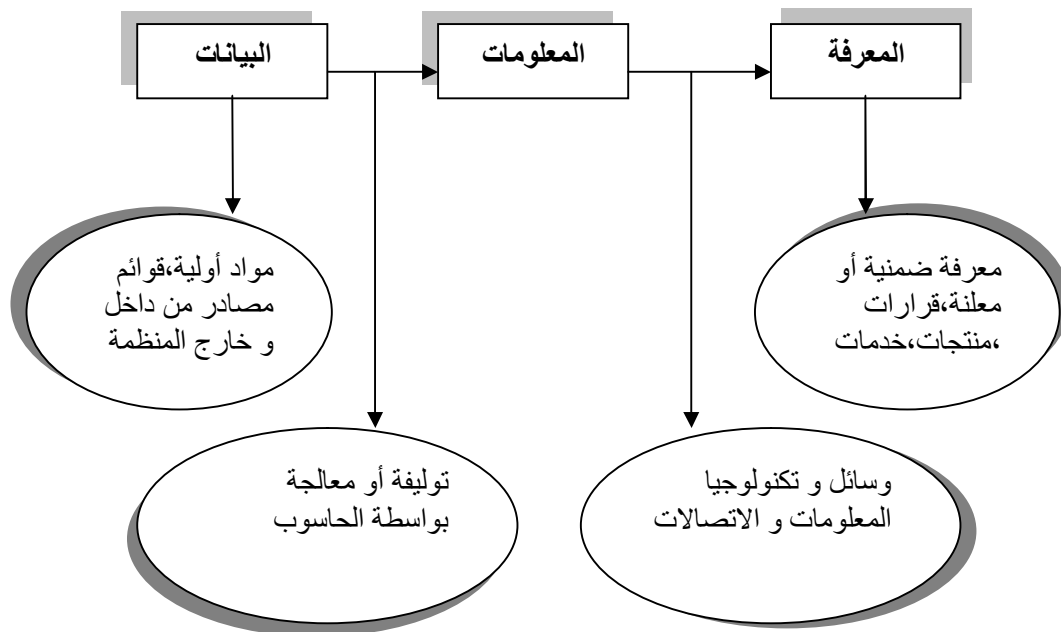 البيانات
المعلومات
المعرفة
مواد أولية،قوائم
مصادر من داخل
و خارج المنظمة
معرفة ضمنية أو
معلنة،قرارات
،منتجات،خدمات
توليفة أو معالجة
بواسطة الحاسوب
وسائل و تكنولوجيا
المعلومات و الاتصالات